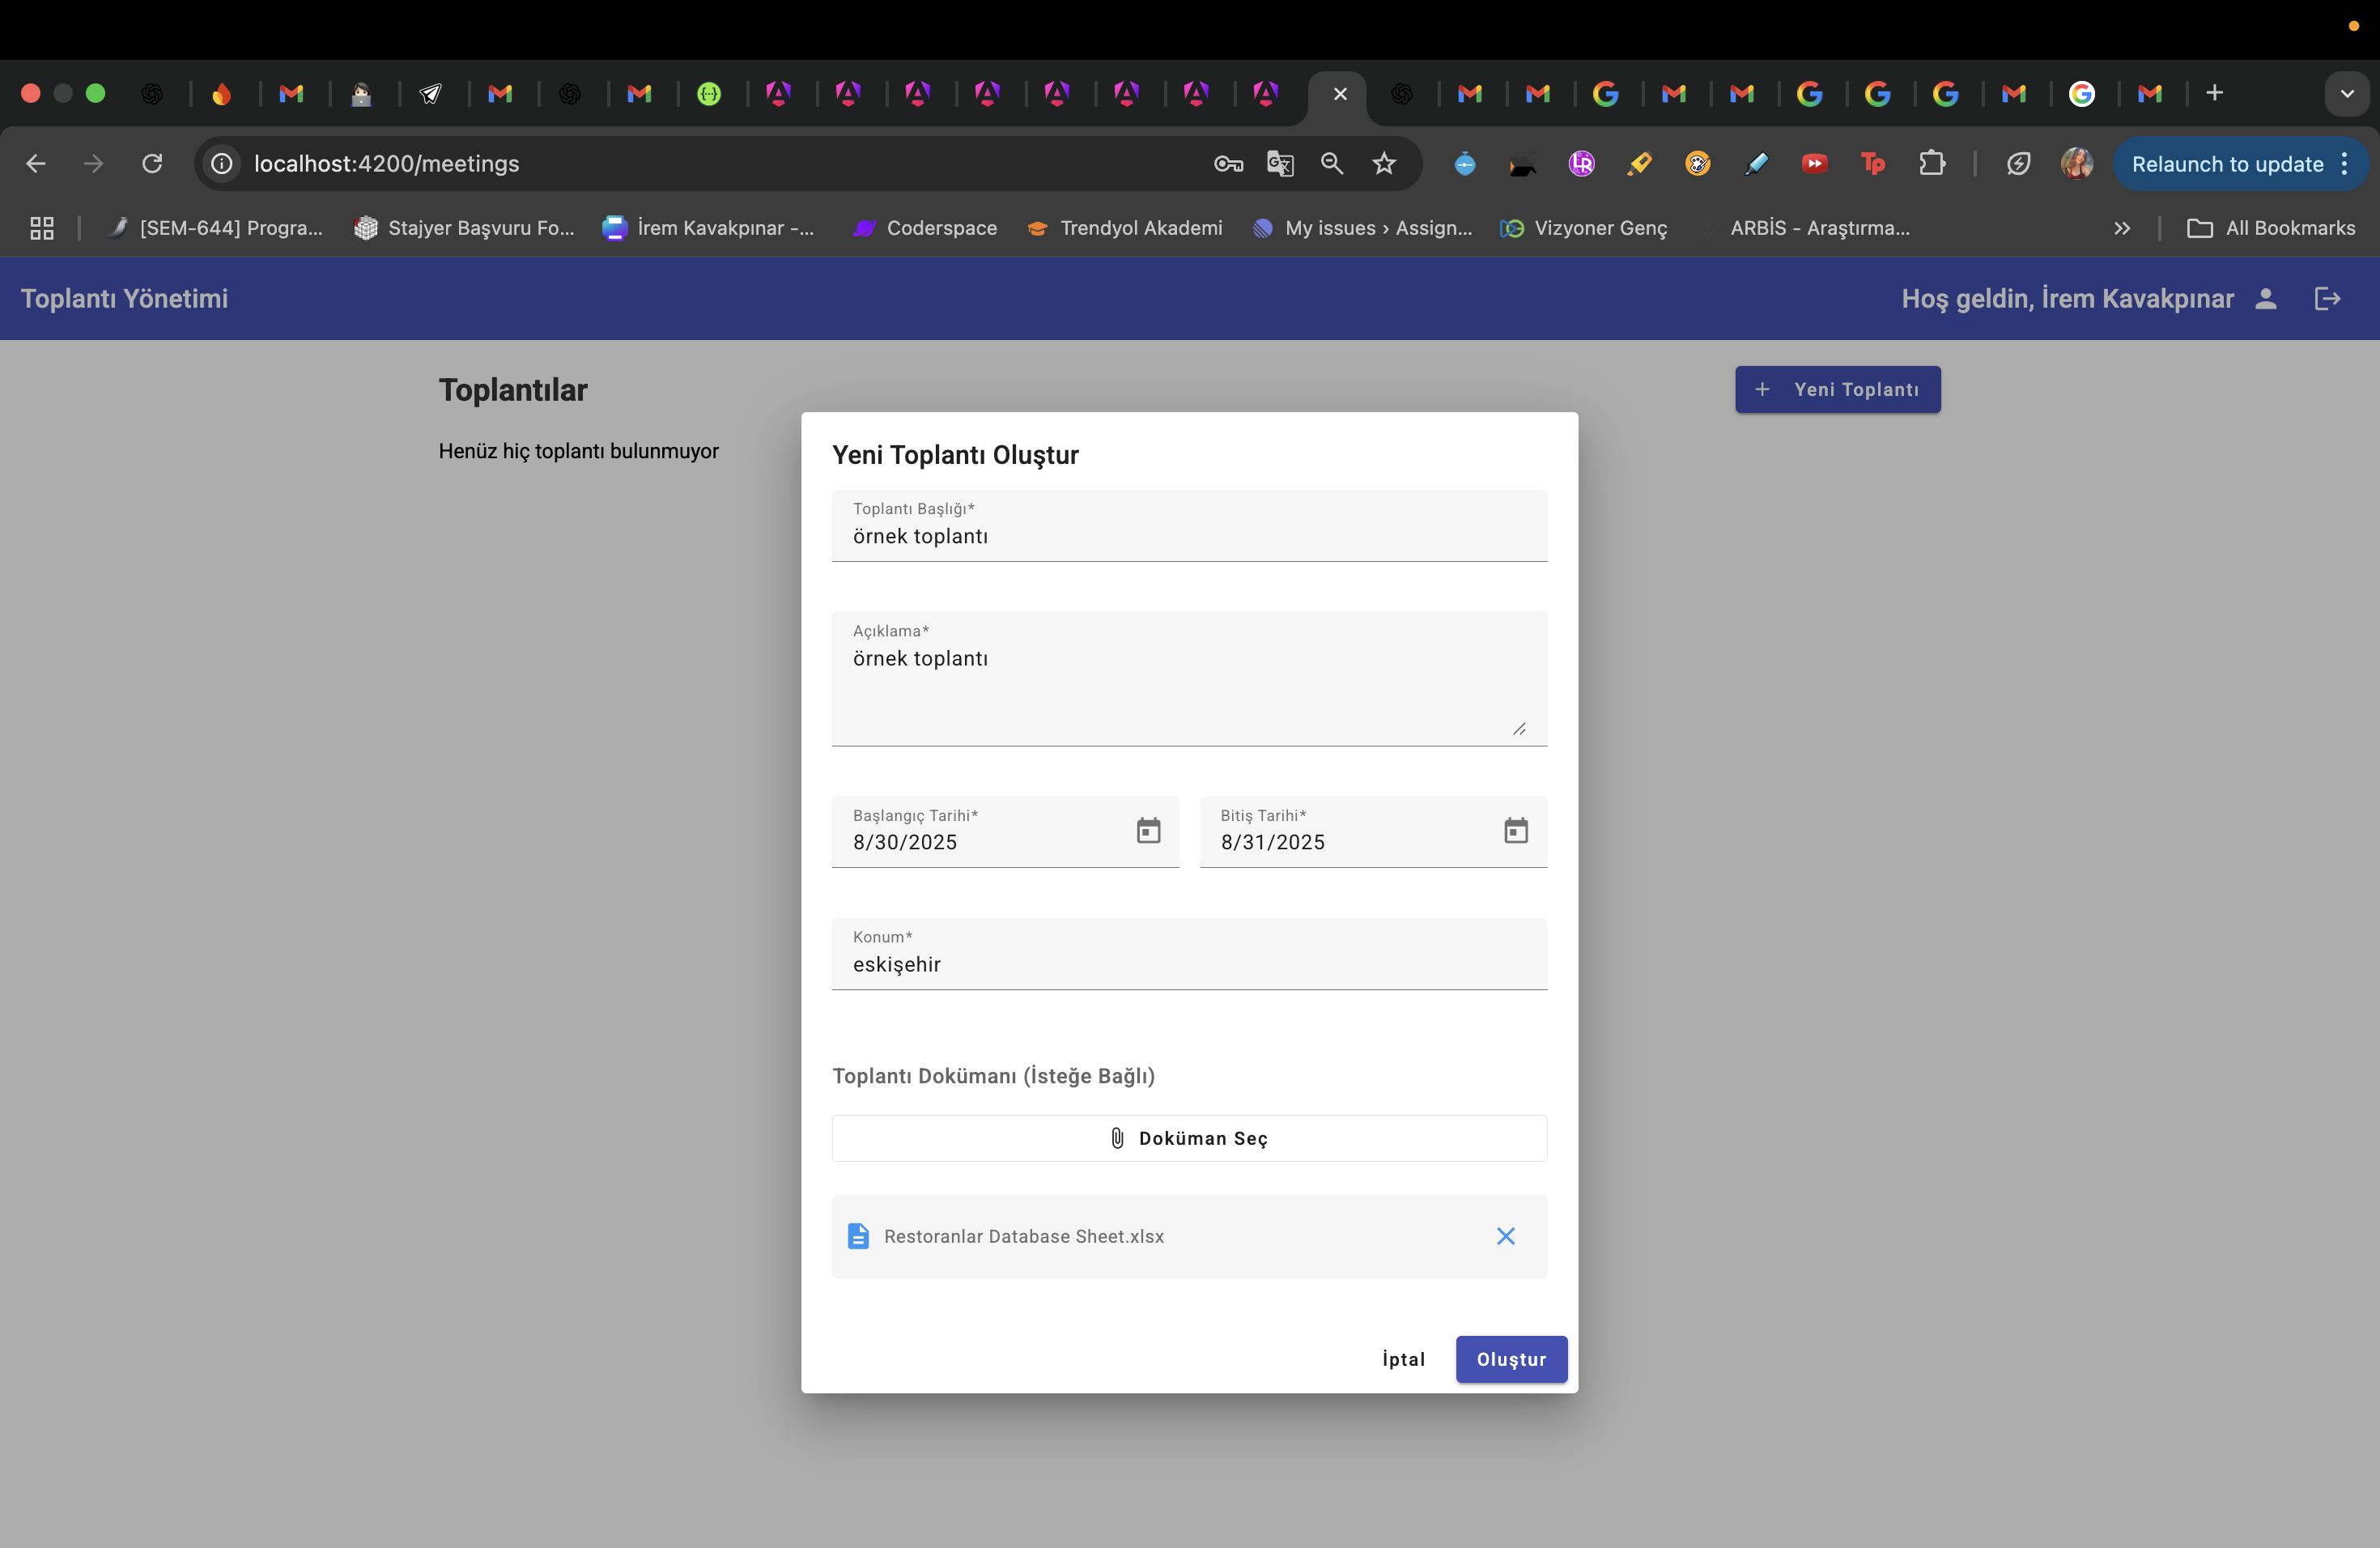 localhost:4200/meetings
Relaunch to update
[SEM-644] Progra...
Stajyer Başvuru Fo...
İrem Kavakpınar -...
Coderspace
Trendyol Akademi
My issues › Assign...
Vizyoner Genç
ARBİS - Araştırma...
All Bookmarks
Toplantı Yönetimi
Hoş geldin, İrem Kavakpınar
Toplantılar
Yeni Toplantı
Henüz hiç toplantı bulunmuyor
Yeni Toplantı Oluştur
Toplantı Başlığı*
örnek toplantı
Açıklama*
örnek toplantı
Başlangıç Tarihi*
8/30/2025
Bitiş Tarihi*
8/31/2025
Konum*
eskişehir
Toplantı Dokümanı (İsteğe Bağlı)
Doküman Seç
Restoranlar Database Sheet.xlsx
İptal
Oluştur